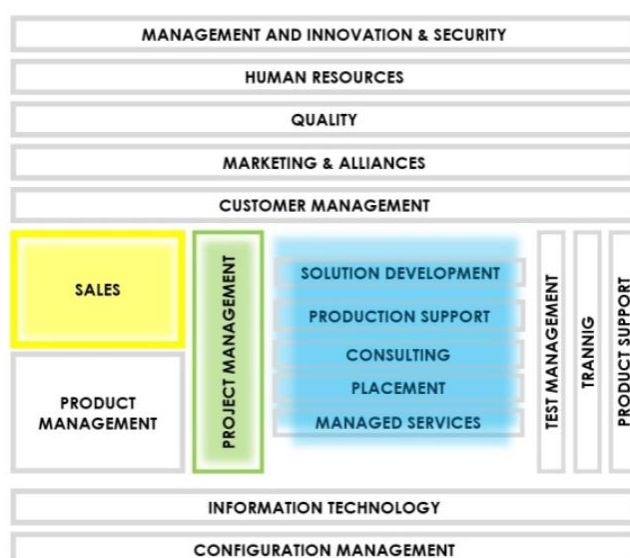 MANAGEMENT AND INNOVATION & SECURITY
HUMAN RESOURCES
QUALITY
MARKETING & ALLIANCES
CUSTOMER MANAGEMENT
SALES
PRODUCT
MANAGEMENT
PROJECT MANAGEMENT
SOLUTION DEVELOPMENT
PRODUCTION SUPPORT
CONSULTING
PLACEMENT
MANAGED SERVICES
TEST MANAGEMENT
TRANNIG
PRODUCT SUPPORT
INFORMATION TECHNOLOGY
CONFIGURATION MANAGEMENT